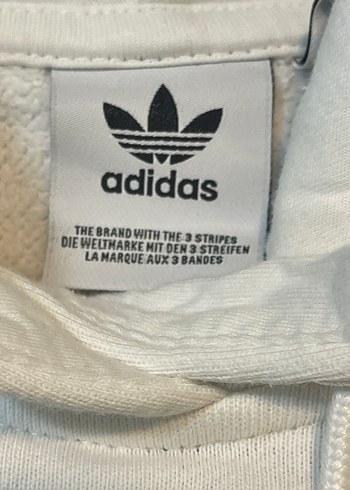 adidas
THE BRAND WITH THE 3 STRIPES
DIE WELTMARKE MIT DEN 3 STREIFEN
LA MARQUE AUX 3 BANDES